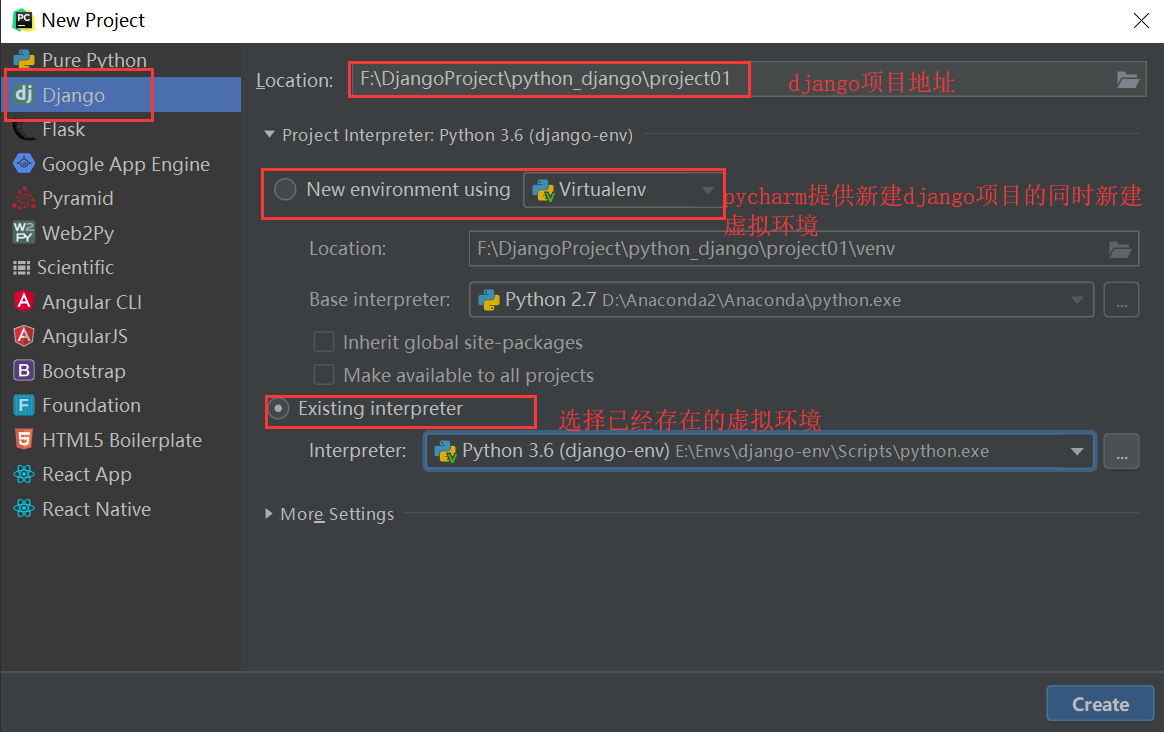 New Project
Pure Python
Django
Flask
Google App Engine
Pyramid
Web2Py
Scientific
Angular CLI
AngularJS
Bootstrap
Foundation
HTML5 Boilerplate
React App
React Native
Location: F:\DjangoProject\python_django\project01 django项目地址
Project Interpreter: Python 3.6 (django-env)
New environment using Virtualenv
pycharm提供新建django项目的同时新建
虚拟环境
Location: F:\DjangoProject\python_django\project01\venv
Base interpreter: Python 2.7 D:\Anaconda2\Anaconda\python.exe ...
Inherit global site-packages
Make available to all projects
Existing interpreter 选择已经存在的虚拟环境
Interpreter: Python 3.6 (django-env) E:\Envs\django-env\Scripts\python.exe ...
More Settings
Create